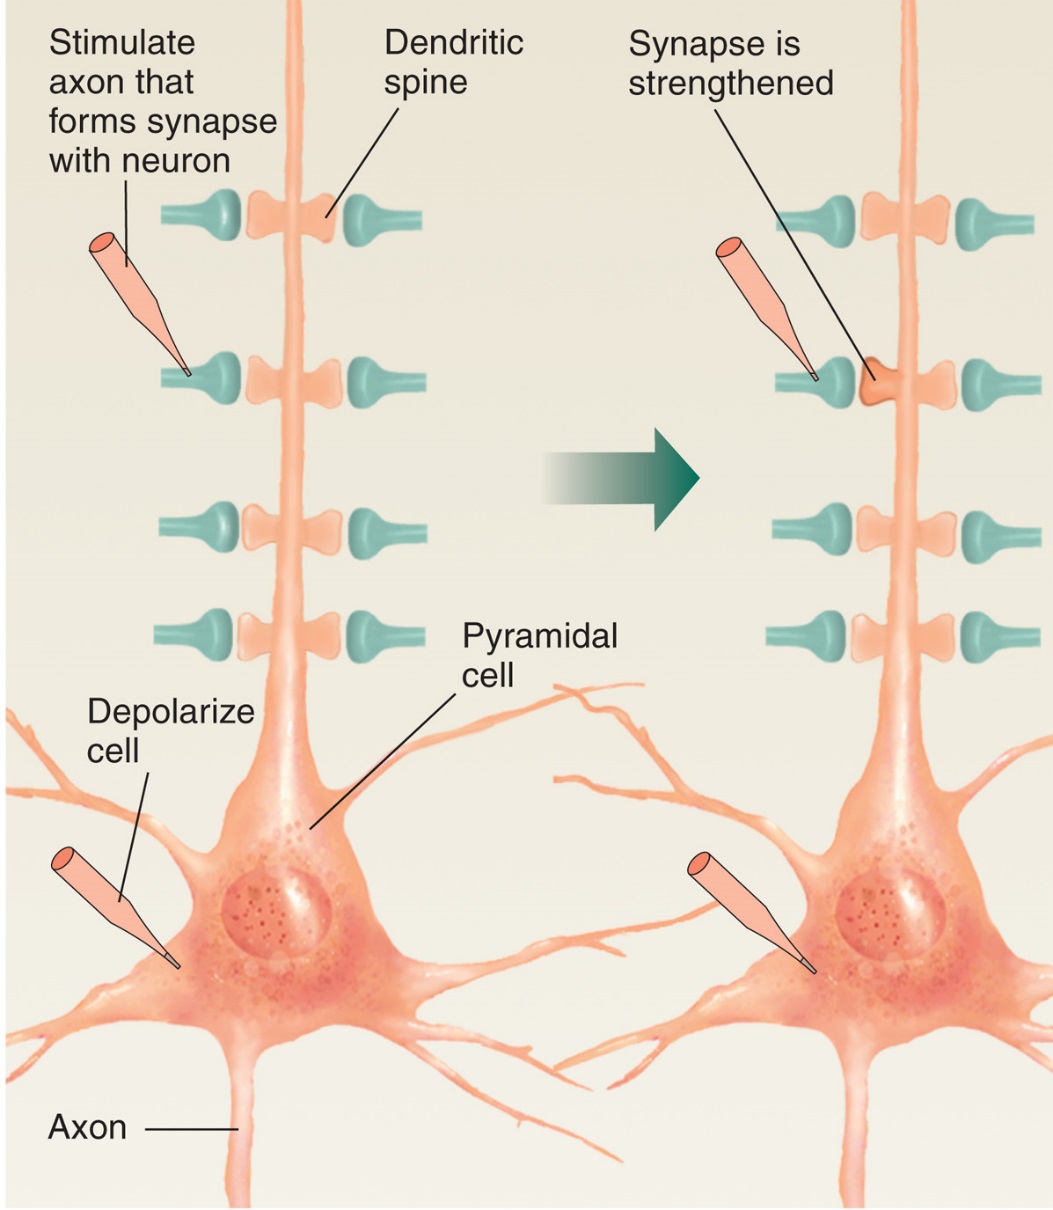 Stimulate
axon that
forms synapse
with neuron
Dendritic
spine
Synapse is
strengthened
Pyramidal
cell
Depolarize
cell
Axon